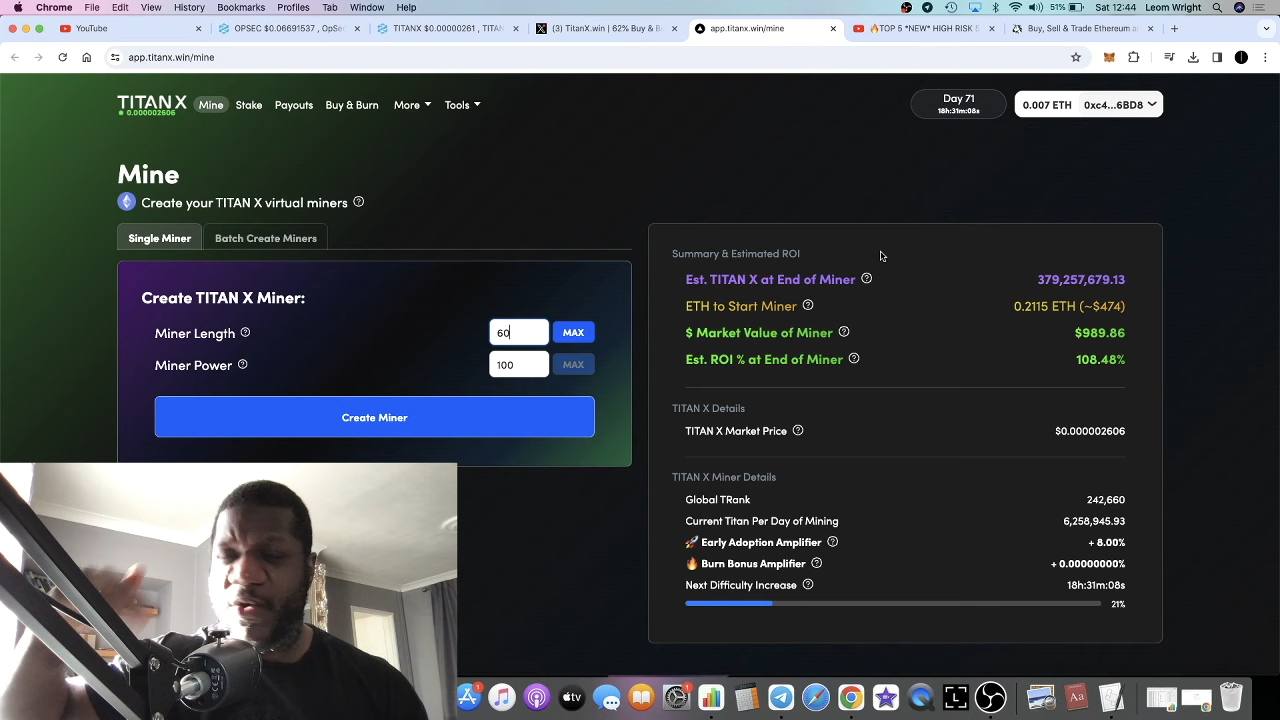 Chrome File Edit View History Bookmarks Profiles Tab Window Help 51% Sat 12:44 Leom Wright
YouTube
OPSEC $0.06691537 , OpSec
TITANX $0.00000261 , TITAN
(3) TitanX.win | 62% Buy & B
app.titanx.win/mine
🔥TOP 5 *NEW* HIGH RISK
Buy, Sell & Trade Ethereum a
app.titanx.win/mine
TITAN X Mine Stake Payouts Buy & Burn More Tools
0.000002606
Day 71
18h:31m:08s
0.007 ETH 0xc4...6BD8
Mine
Create your TITAN X virtual miners
Single Miner Batch Create Miners
Create TITAN X Miner:
Miner Length 60 MAX
Miner Power 100 MAX
Create Miner
Summary & Estimated ROI
Est. TITAN X at End of Miner 379,257,679.13
ETH to Start Miner 0.2115 ETH (~$474)
$ Market Value of Miner $989.86
Est. ROI % at End of Miner 108.48%
TITAN X Details
TITAN X Market Price $0.000002606
TITAN X Miner Details
Global TRank 242,660
Current Titan Per Day of Mining 6,258,945.93
🚀 Early Adoption Amplifier + 8.00%
🔥 Burn Bonus Amplifier + 0.00000000%
Next Difficulty Increase 18h:31m:08s
21%
tv
Aa